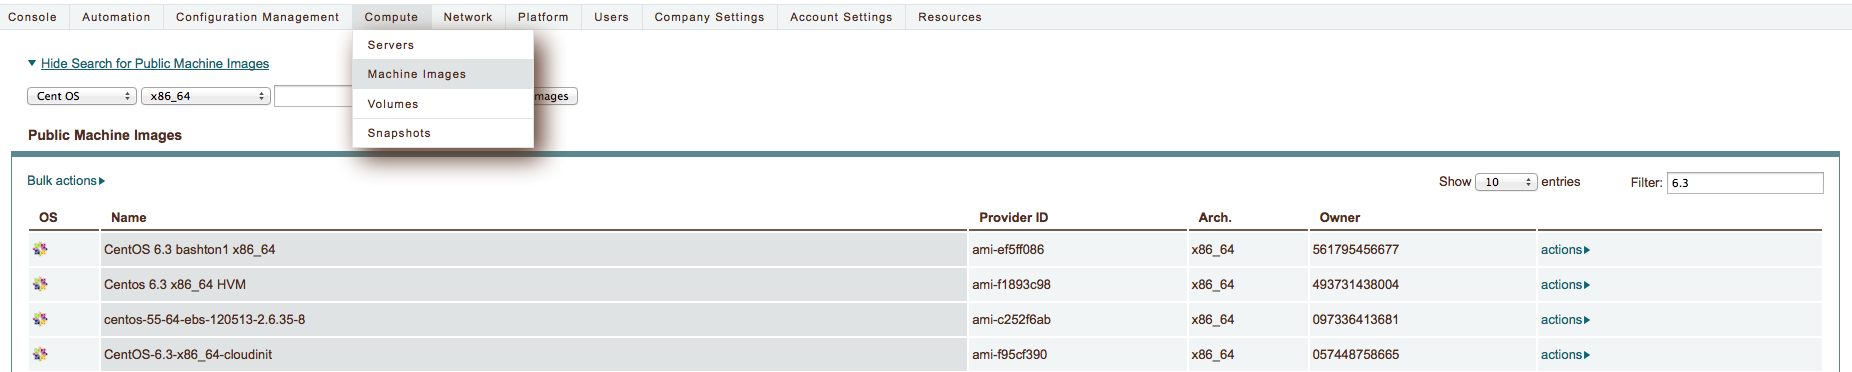 Console Automation Configuration Management Compute Network Platform Users Company Settings Account Settings Resources
Servers
Machine Images
Volumes
Snapshots
Hide Search for Public Machine Images
Cent OS x86_64 mages
Public Machine Images
Bulk actions Show 10 entries Filter: 6.3
OS Name Provider ID Arch. Owner
CentOS 6.3 bashton1 x86_64 ami-ef5ff086 x86_64 561795456677 actions
Centos 6.3 x86_64 HVM ami-f1893c98 x86_64 493731438004 actions
centos-55-64-ebs-120513-2.6.35-8 ami-c252f6ab x86_64 097336413681 actions
CentOS-6.3-x86_64-cloudinit ami-f95cf390 x86_64 057448758665 actions